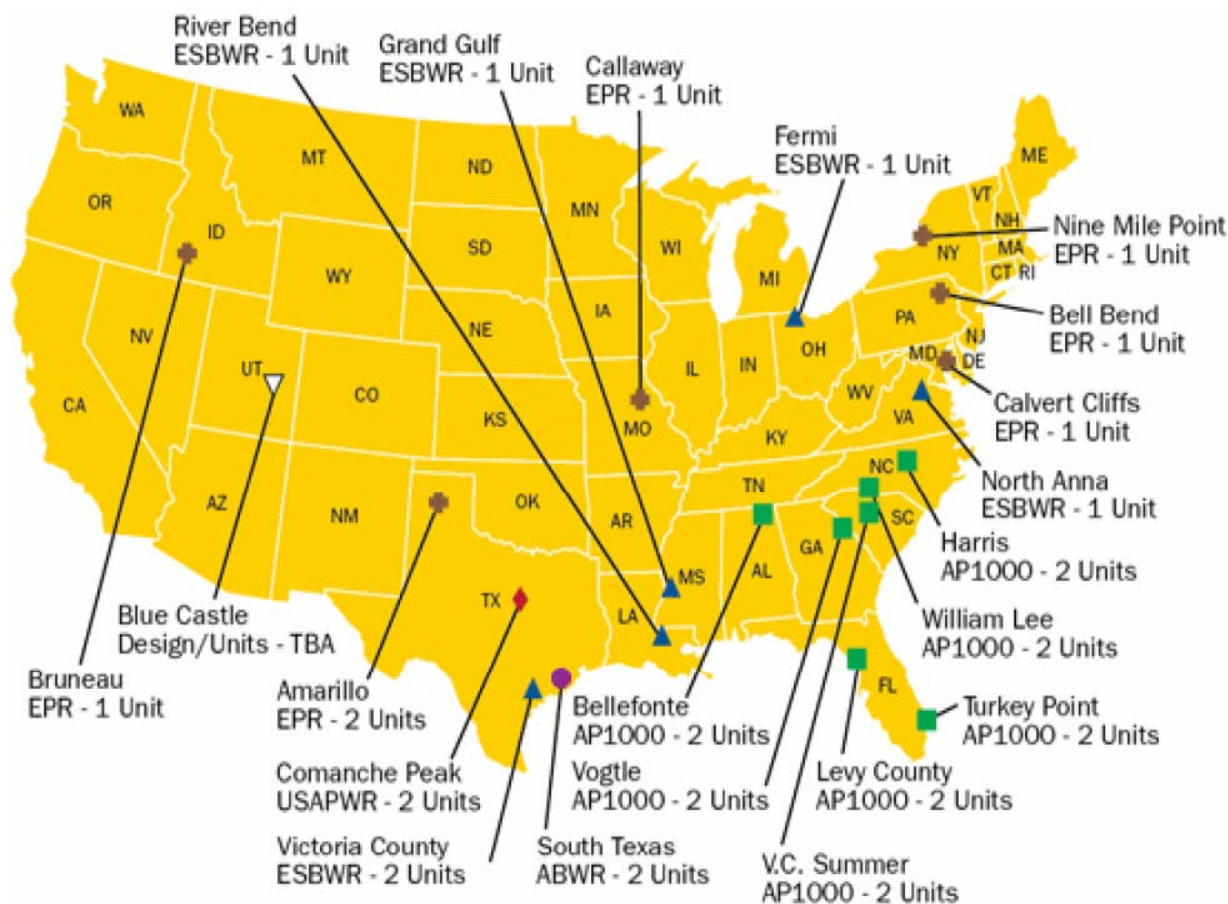 River Bend
ESBWR - 1 Unit
Grand Gulf
ESBWR - 1 Unit
Callaway
EPR - 1 Unit
Fermi
ESBWR - 1 Unit
Nine Mile Point
EPR - 1 Unit
Bell Bend
EPR - 1 Unit
Calvert Cliffs
EPR - 1 Unit
North Anna
ESBWR - 1 Unit
Harris
AP1000 - 2 Units
William Lee
AP1000 - 2 Units
Turkey Point
AP1000 - 2 Units
Levy County
AP1000 - 2 Units
V.C. Summer
AP1000 - 2 Units
Bellefonte
AP1000 - 2 Units
Vogtle
AP1000 - 2 Units
South Texas
ABWR - 2 Units
Amarillo
EPR - 2 Units
Comanche Peak
USAPWR - 2 Units
Victoria County
ESBWR - 2 Units
Blue Castle
Design/Units - TBA
Bruneau
EPR - 1 Unit
WA
MT
ND
MN
WI
MI
ME
VT
NH
MA
CT RI
NY
OR
ID
WY
SD
IA
NE
PA
NJ
MD
DE
NV
UT
CO
KS
MO
IL
IN
OH
WV
VA
KY
CA
AZ
NM
OK
AR
TN
NC
SC
TX
LA
MS
AL
GA
FL